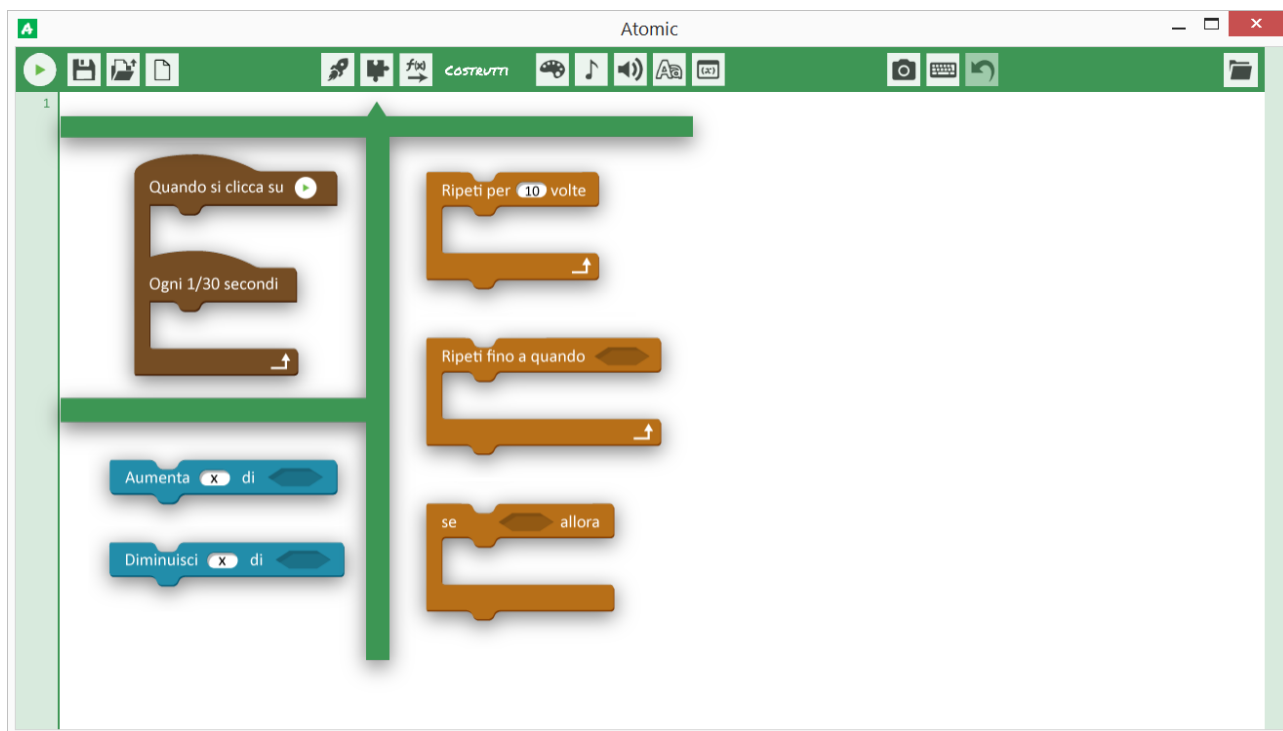 A
Atomic
f(x)
COSTRUTTI
Aa
(x)
1
Quando si clicca su
Ogni 1/30 secondi
Aumenta x di
Diminuisci x di
Ripeti per 10 volte
Ripeti fino a quando
se allora